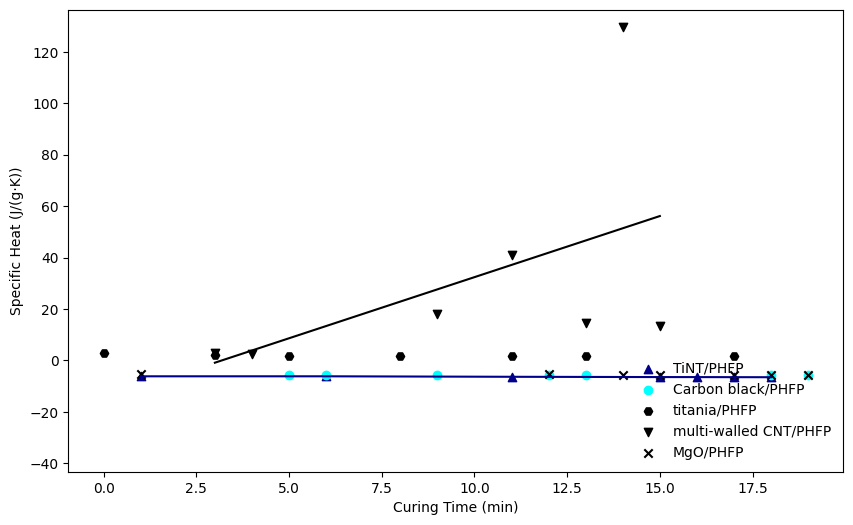 120
100
80
60
40
20
0
−20
−40
Specific Heat (J/(g·K))
0.0 2.5 5.0 7.5 10.0 12.5 15.0 17.5
Curing Time (min)
TiNT/PHFP
Carbon black/PHFP
titania/PHFP
multi-walled CNT/PHFP
MgO/PHFP